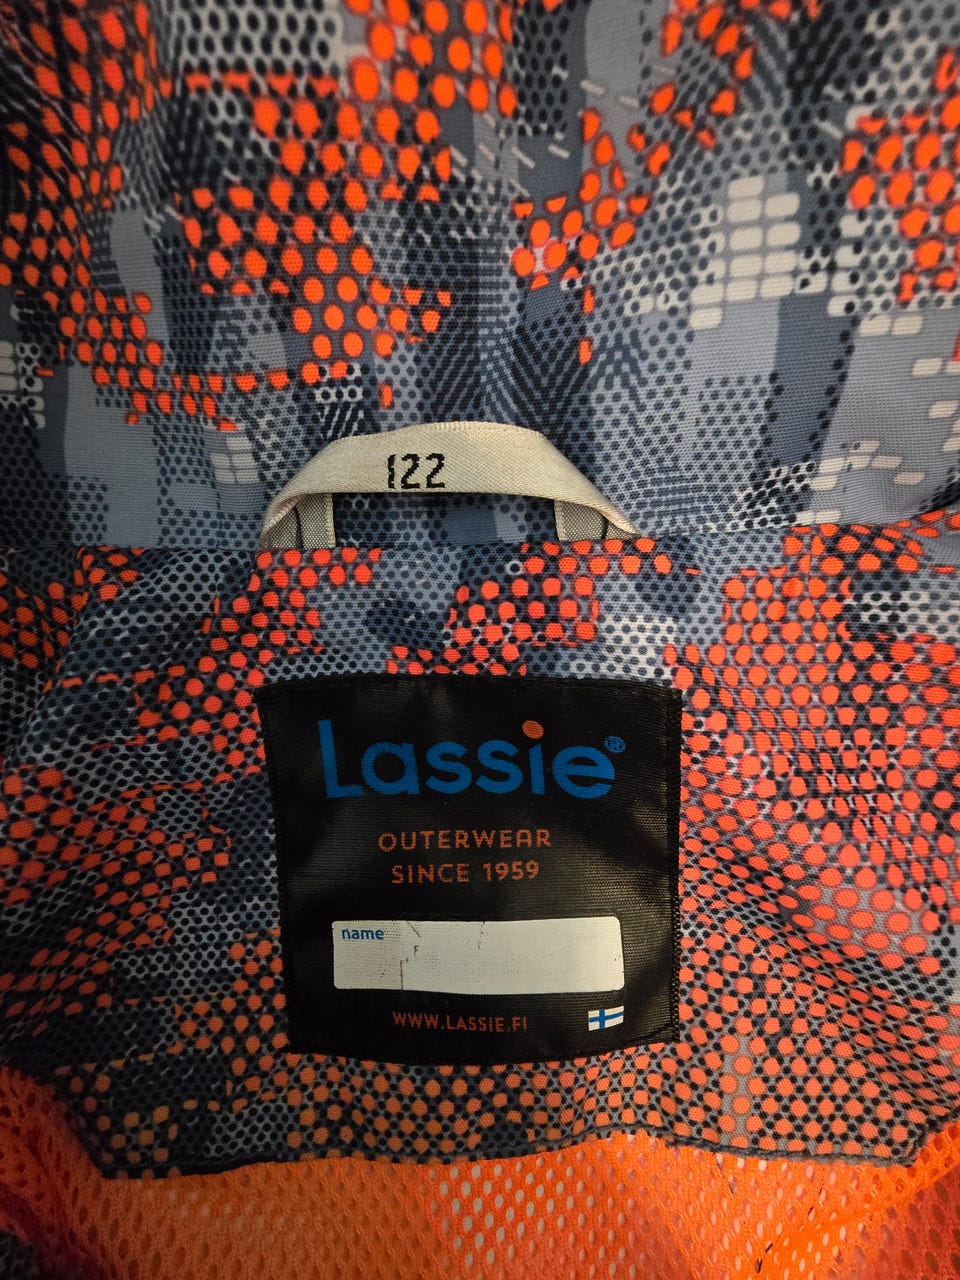 122
Lassie®
OUTERWEAR
SINCE 1959
name
WWW.LASSIE.FI